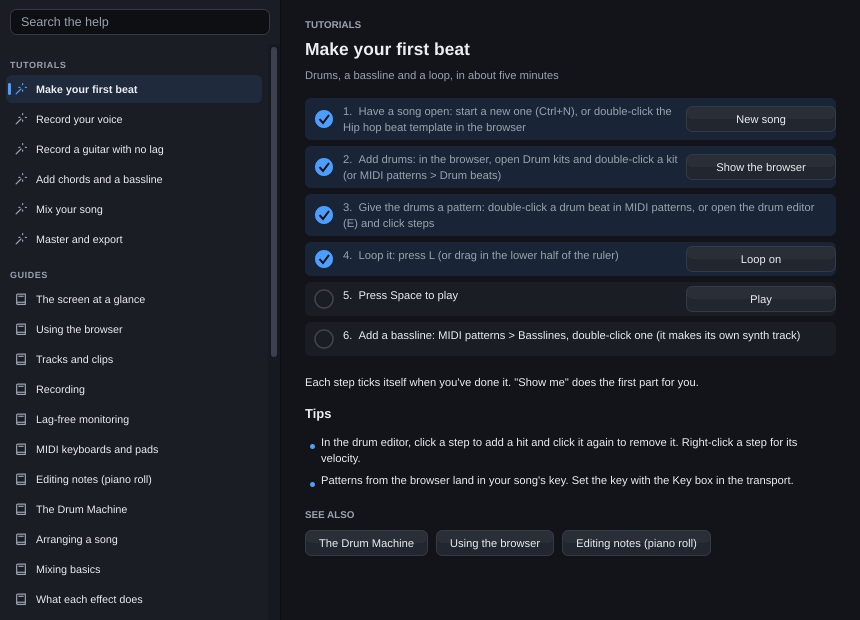 Search the help
TUTORIALS
Make your first beat
Record your voice
Record a guitar with no lag
Add chords and a bassline
Mix your song
Master and export
GUIDES
The screen at a glance
Using the browser
Tracks and clips
Recording
Lag-free monitoring
MIDI keyboards and pads
Editing notes (piano roll)
The Drum Machine
Arranging a song
Mixing basics
What each effect does
TUTORIALS
Make your first beat
Drums, a bassline and a loop, in about five minutes
1. Have a song open: start a new one (Ctrl+N), or double-click the
Hip hop beat template in the browser
New song
2. Add drums: in the browser, open Drum kits and double-click a kit
(or MIDI patterns > Drum beats)
Show the browser
3. Give the drums a pattern: double-click a drum beat in MIDI patterns, or open the drum editor
(E) and click steps
4. Loop it: press L (or drag in the lower half of the ruler)
Loop on
5. Press Space to play
Play
6. Add a bassline: MIDI patterns > Basslines, double-click one (it makes its own synth track)
Each step ticks itself when you've done it. "Show me" does the first part for you.
Tips
In the drum editor, click a step to add a hit and click it again to remove it. Right-click a step for its
velocity.
Patterns from the browser land in your song's key. Set the key with the Key box in the transport.
SEE ALSO
The Drum Machine
Using the browser
Editing notes (piano roll)